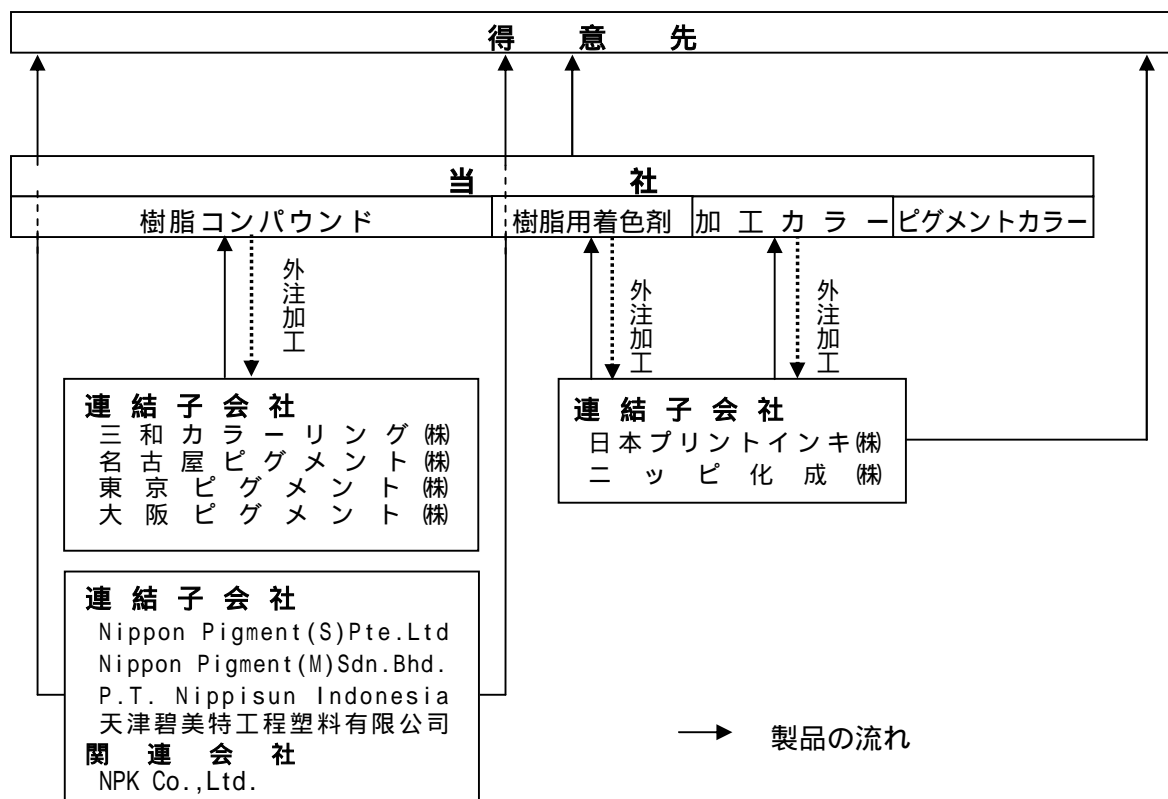 得意先
当社
樹脂コンパウンド 樹脂用着色剤 加工カラー ピグメントカラー
外注加工
外注加工
外注加工
連結子会社
三和カラーリング㈱
名古屋ピグメント㈱
東京ピグメント㈱
大阪ピグメント㈱
連結子会社
日本プリントインキ㈱
ニッピ化成㈱
連結子会社
Nippon Pigment(S)Pte.Ltd
Nippon Pigment(M)Sdn.Bhd.
P.T. Nippisun Indonesia
天津碧美特工程塑料有限公司
関連会社
NPK Co.,Ltd.
製品の流れ